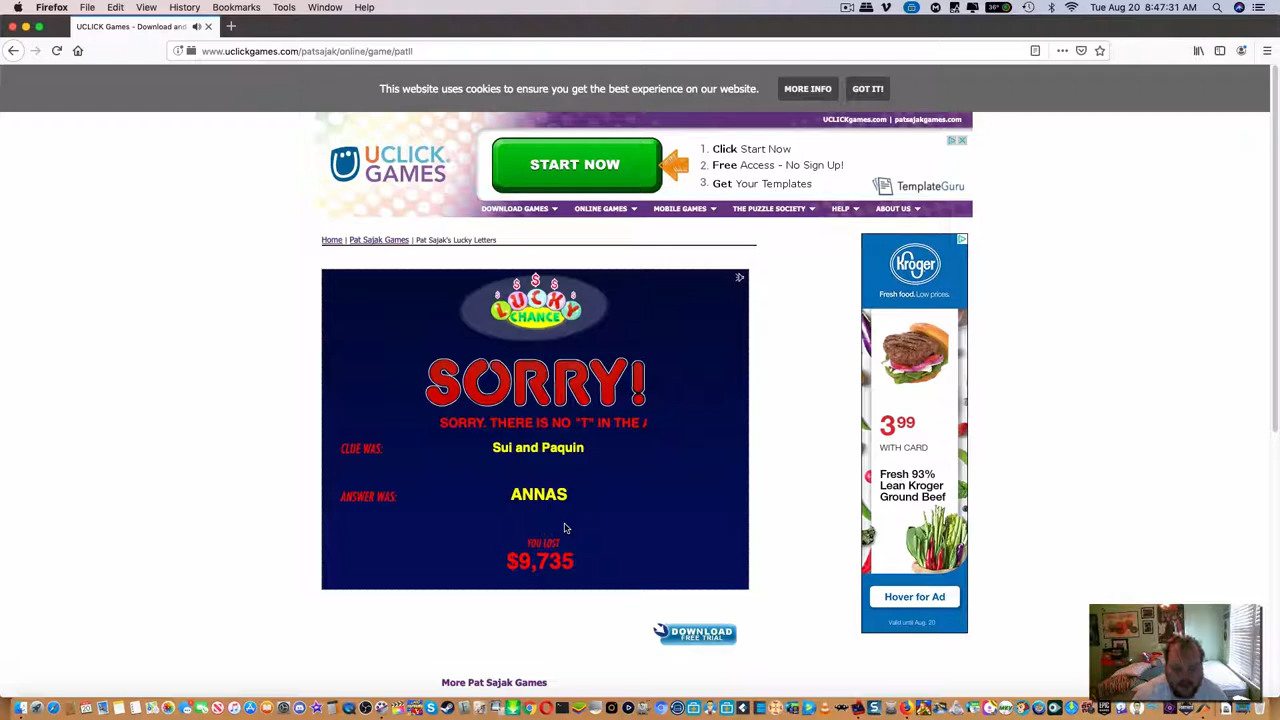 Firefox File Edit View History Bookmarks Tools Window Help
36°
Tue Aug 20 8:47:31 AM
UCLICK Games - Download and
www.uclickgames.com/patsajak/online/game/patll
This website uses cookies to ensure you get the best experience on our website.
MORE INFO
GOT IT!
UCLICKgames.com | patsajakgames.com
UCLICK
GAMES
START NOW
1. Click Start Now
2. Free Access - No Sign Up!
3. Get Your Templates
TemplateGuru
DOWNLOAD GAMES ONLINE GAMES MOBILE GAMES THE PUZZLE SOCIETY HELP ABOUT US
Home | Pat Sajak Games | Pat Sajak's Lucky Letters
LUCKY
CHANCE
SORRY!
SORRY. THERE IS NO "T" IN THE
CLUE WAS: Sui and Paquin
ANSWER WAS: ANNAS
YOU LOST
$9,735
Kroger
Fresh food. Low prices.
3 99
WITH CARD
Fresh 93%
Lean Kroger
Ground Beef
Hover for Ad
Valid until Aug. 20
DOWNLOAD
FREE TRIAL
More Pat Sajak Games